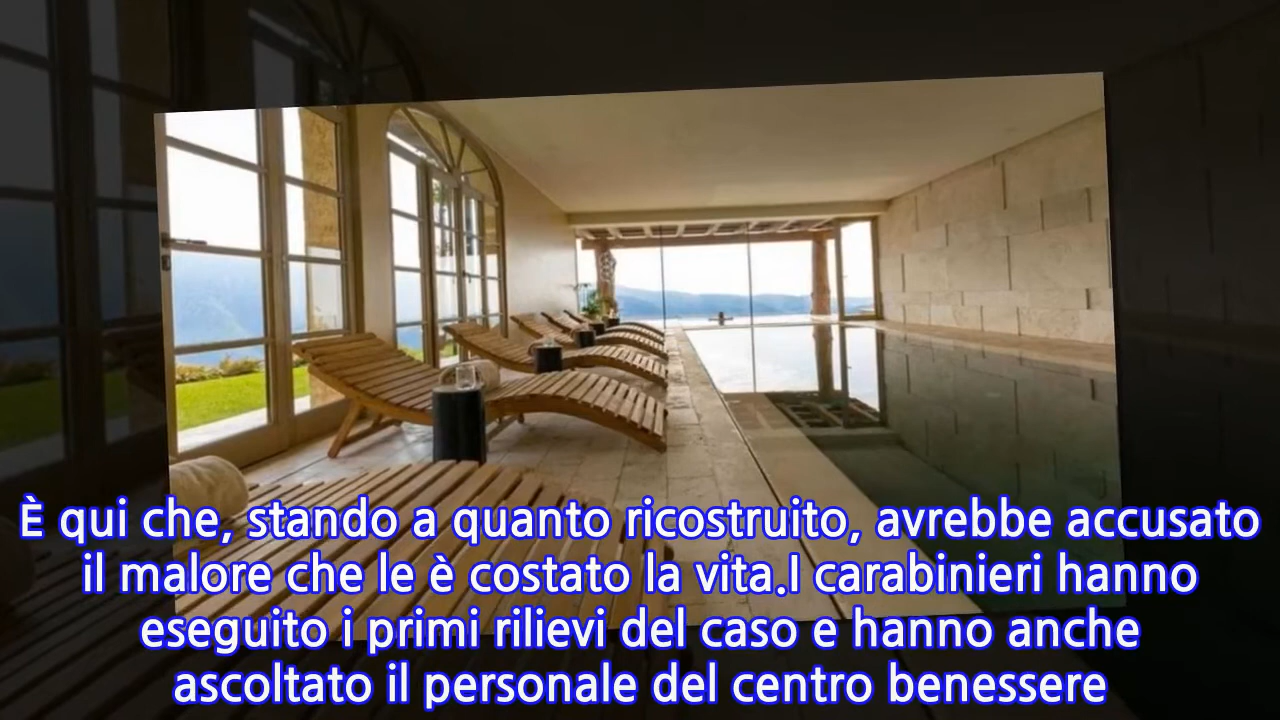 È qui che, stando a quanto ricostruito, avrebbe accusato
il malore che le è costato la vita.I carabinieri hanno
eseguito i primi rilievi del caso e hanno anche
ascoltato il personale del centro benessere